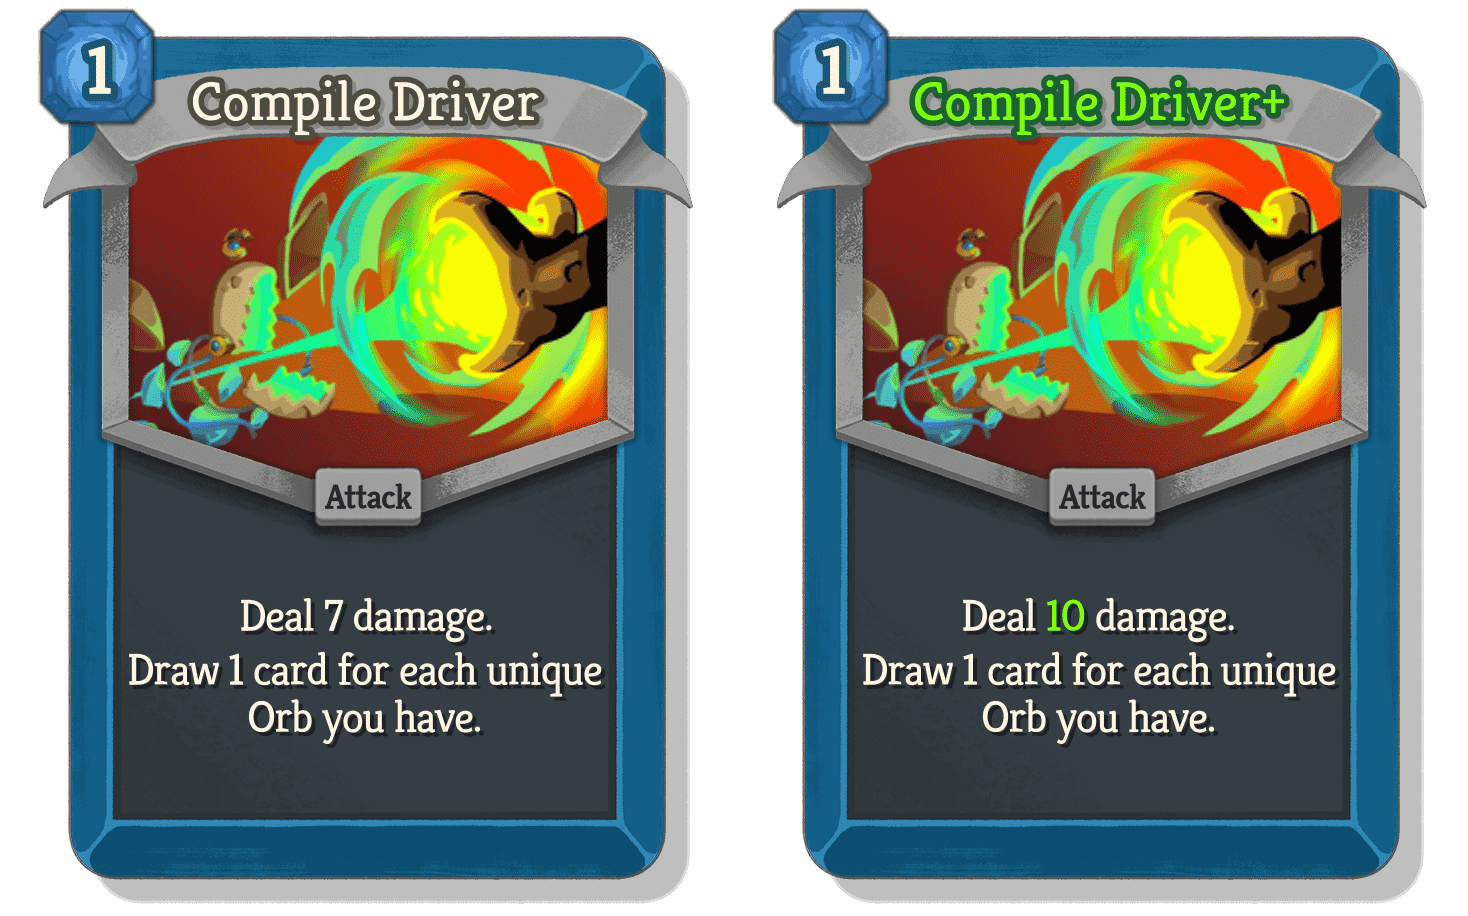 1
Compile Driver
Attack
Deal 7 damage.
Draw 1 card for each unique
Orb you have.
1
Compile Driver+
Attack
Deal 10 damage.
Draw 1 card for each unique
Orb you have.